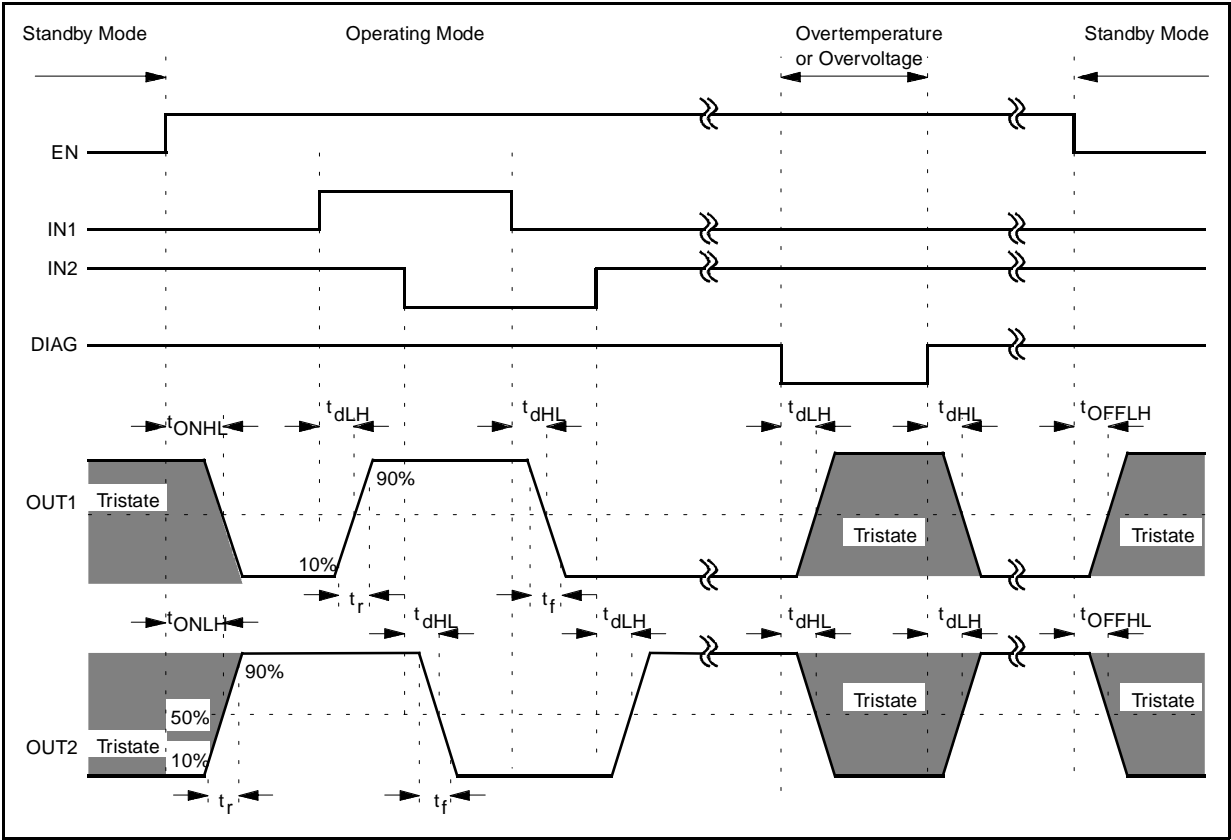 Standby Mode
Operating Mode
Overtemperature
or Overvoltage
Standby Mode
EN
IN1
IN2
DIAG
tONHL
tdLH
tdHL
tdLH
tdHL
tOFFLH
OUT1
Tristate
90%
10%
Tristate
Tristate
tr
tf
tONLH
tdHL
tdLH
tdHL
tdLH
tOFFHL
90%
50%
10%
OUT2
Tristate
Tristate
Tristate
tr
tf